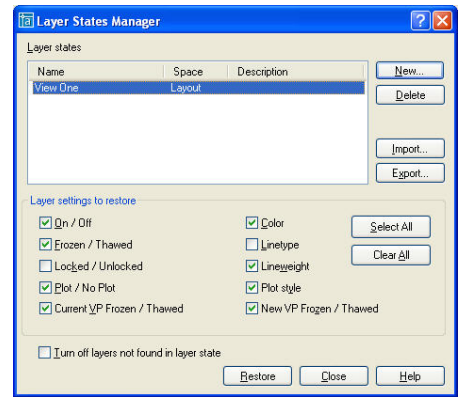 Layer States Manager
Layer states
Name Space Description
View One Layout
New...
Delete
Import...
Export...
Layer settings to restore
On / Off
Color
Select All
Frozen / Thawed
Linetype
Clear All
Locked / Unlocked
Lineweight
Plot / No Plot
Plot style
Current VP Frozen / Thawed
New VP Frozen / Thawed
Turn off layers not found in layer state
Restore Close Help